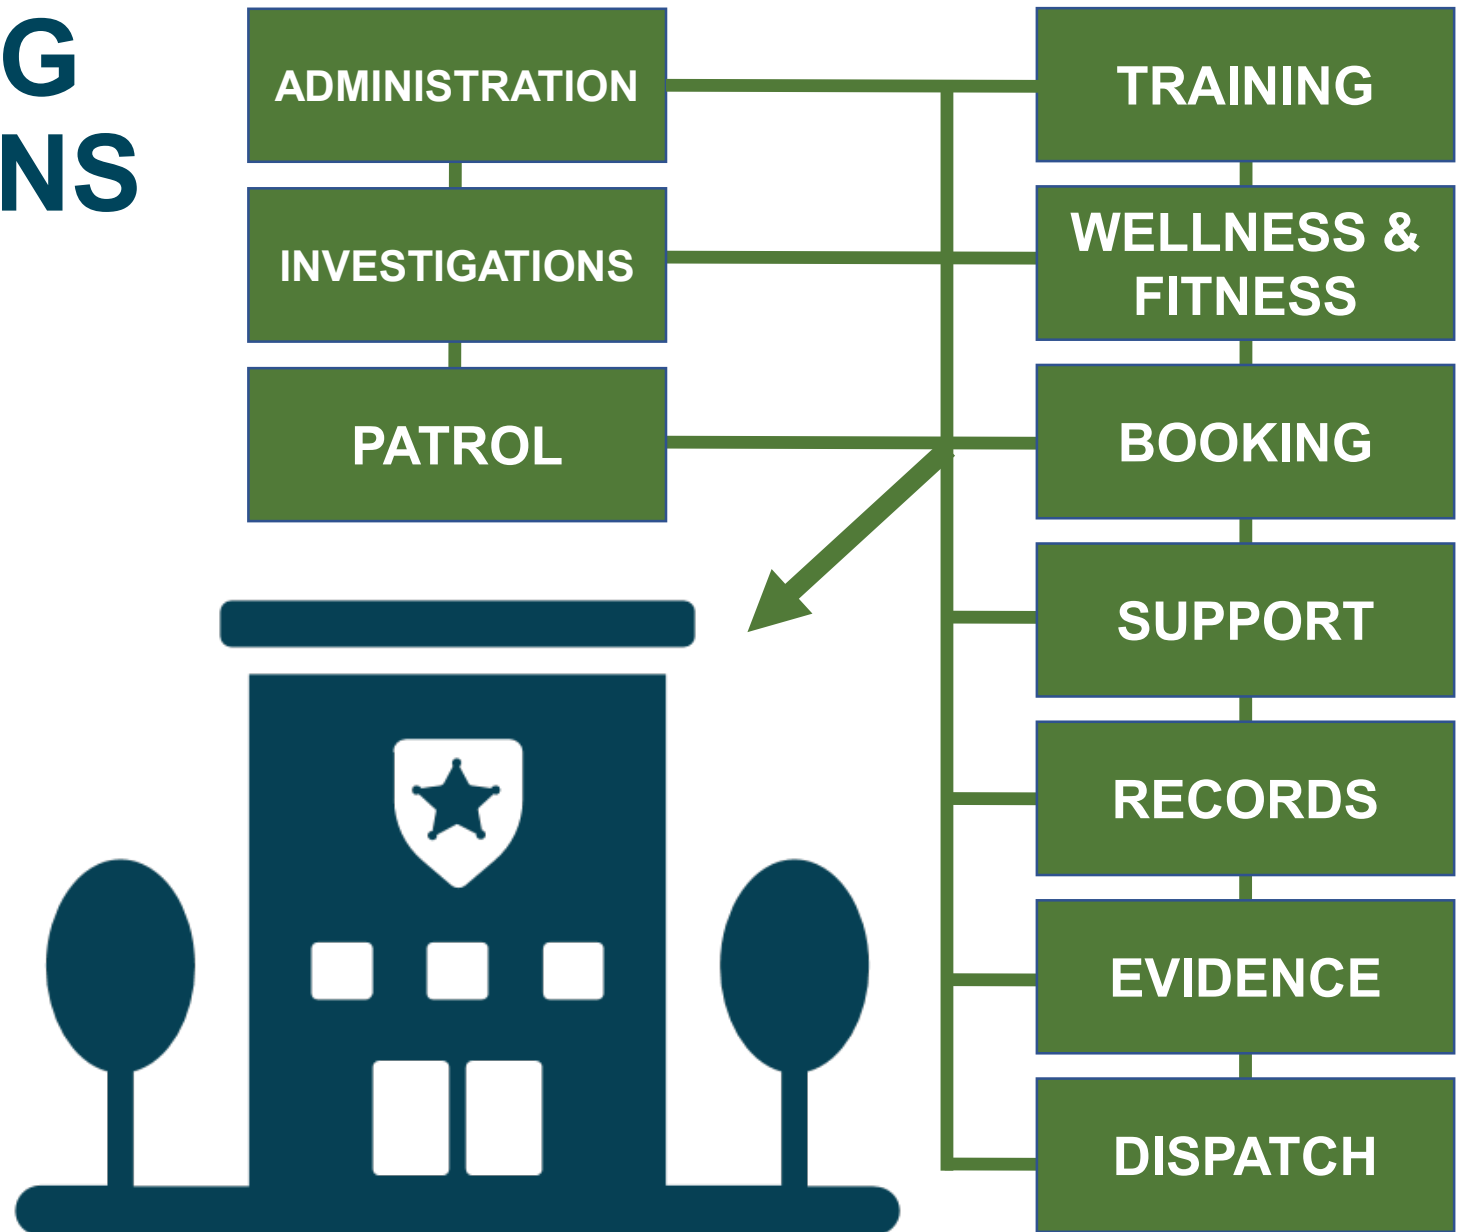 G
NS
ADMINISTRATION
INVESTIGATIONS
PATROL
TRAINING
WELLNESS &
FITNESS
BOOKING
SUPPORT
RECORDS
EVIDENCE
DISPATCH